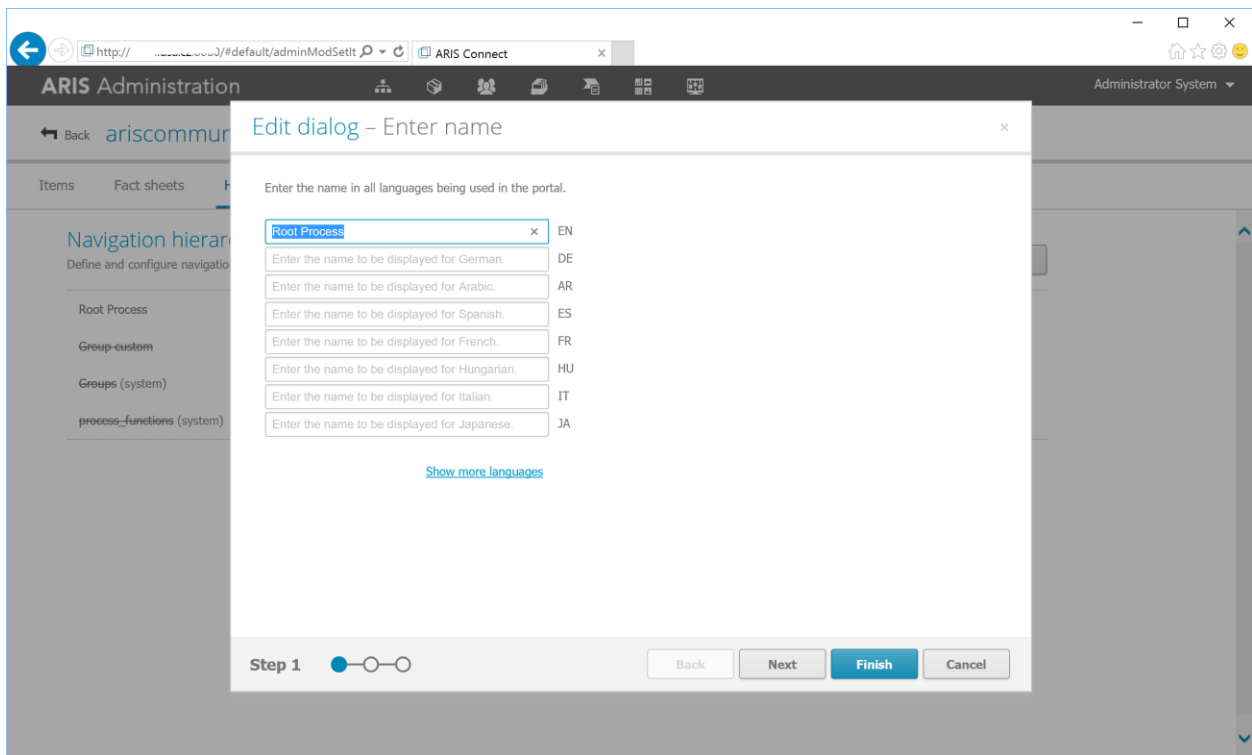 http:// /#default/adminModSetIt
ARIS Connect
ARIS Administration
Administrator System
Back ariscommur
Edit dialog – Enter name
Items Fact sheets H
Enter the name in all languages being used in the portal.
Navigation hierar
Define and configure navigatio
Root Process EN
Enter the name to be displayed for German. DE
Enter the name to be displayed for Arabic. AR
Enter the name to be displayed for Spanish. ES
Enter the name to be displayed for French. FR
Enter the name to be displayed for Hungarian. HU
Enter the name to be displayed for Italian. IT
Enter the name to be displayed for Japanese. JA
Root Process
Group custom
Groups (system)
process_functions (system)
Show more languages
Step 1
Back Next Finish Cancel